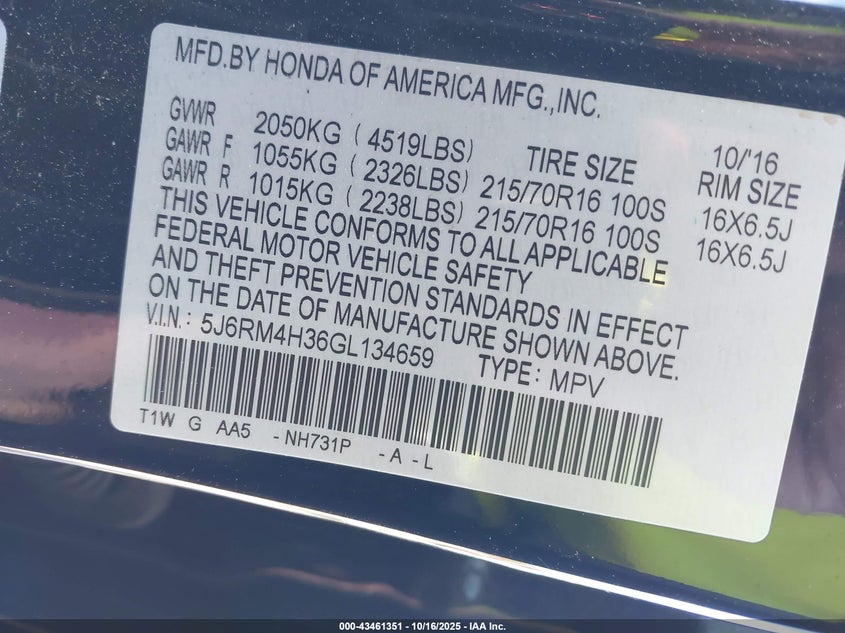 MFD.BY HONDA OF AMERICA MFG.,INC.
10/'16
GVWR 2050KG (4519LBS) TIRE SIZE RIM SIZE
GAWR F 1055KG (2326LBS) 215/70R16 100S 16X6.5J
GAWR R 1015KG (2238LBS) 215/70R16 100S 16X6.5J
THIS VEHICLE CONFORMS TO ALL APPLICABLE
FEDERAL MOTOR VEHICLE SAFETY
AND THEFT PREVENTION STANDARDS IN EFFECT
ON THE DATE OF MANUFACTURE SHOWN ABOVE.
V.I.N.: 5J6RM4H36GL134659 TYPE: MPV
T1W G AA5 -NH731P -A-L
000-43461351 - 10/16/2025 - IAA Inc.